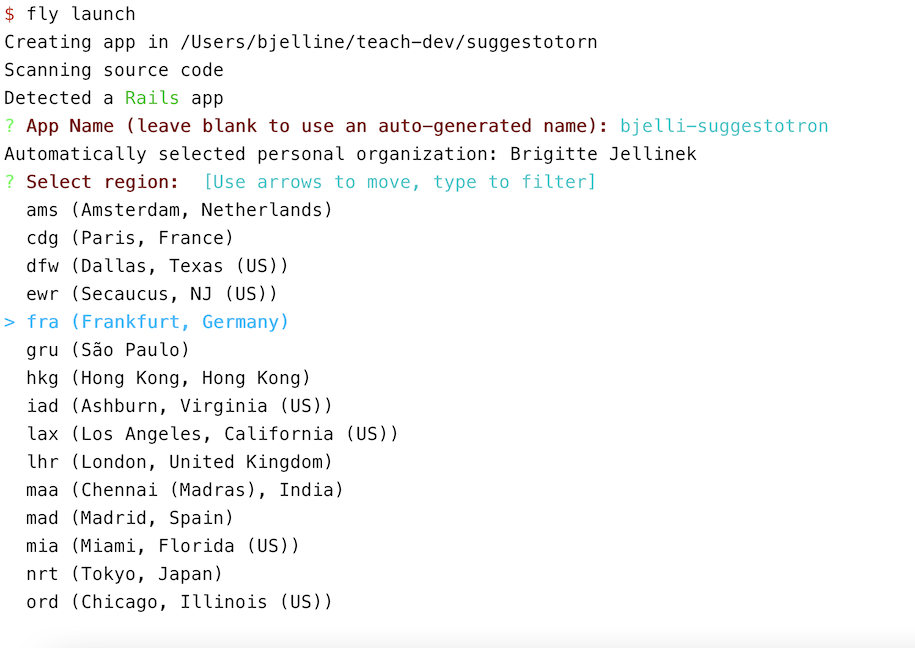 $ fly launch
Creating app in /Users/bjelline/teach-dev/suggestotorn
Scanning source code
Detected a Rails app
? App Name (leave blank to use an auto-generated name): bjelli-suggestotron
Automatically selected personal organization: Brigitte Jellinek
? Select region:  [Use arrows to move, type to filter]
  ams (Amsterdam, Netherlands)
  cdg (Paris, France)
  dfw (Dallas, Texas (US))
  ewr (Secaucus, NJ (US))
> fra (Frankfurt, Germany)
  gru (São Paulo)
  hkg (Hong Kong, Hong Kong)
  iad (Ashburn, Virginia (US))
  lax (Los Angeles, California (US))
  lhr (London, United Kingdom)
  maa (Chennai (Madras), India)
  mad (Madrid, Spain)
  mia (Miami, Florida (US))
  nrt (Tokyo, Japan)
  ord (Chicago, Illinois (US))